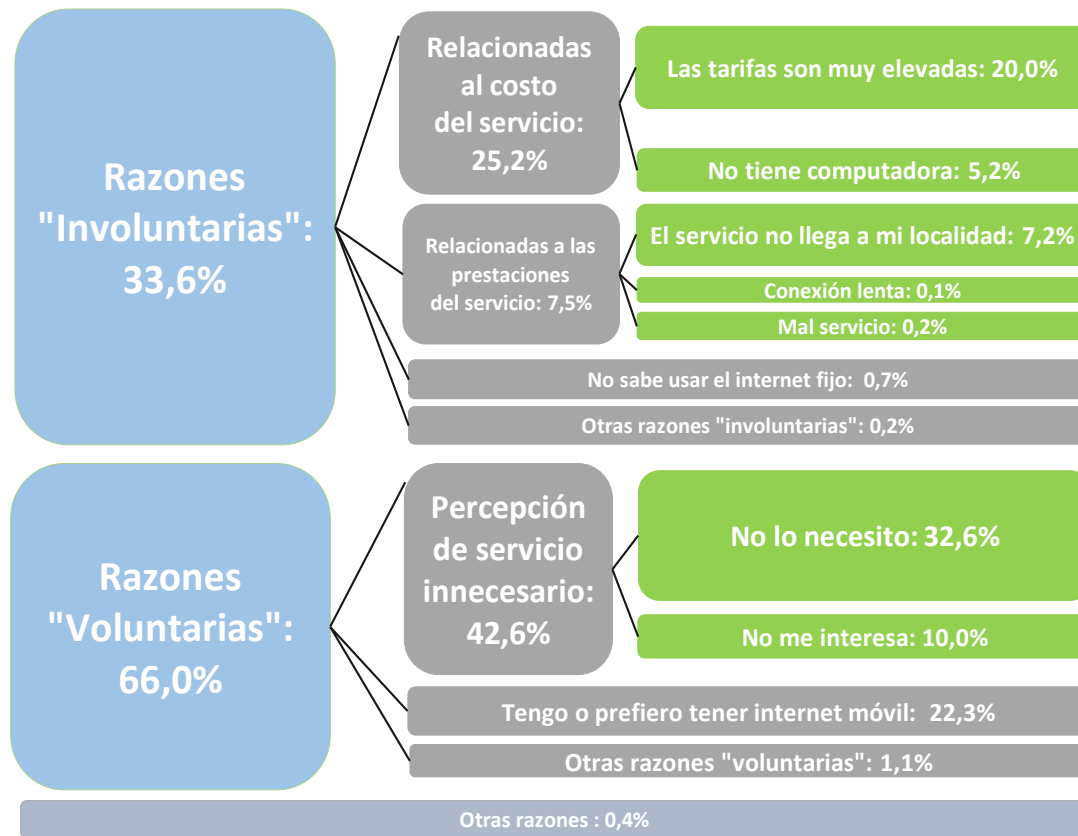 Razones
"Involuntarias":
33,6%
Relacionadas
al costo
del servicio:
25,2%
Las tarifas son muy elevadas: 20,0%
No tiene computadora: 5,2%
Relacionadas a las
prestaciones
del servicio: 7,5%
El servicio no llega a mi localidad: 7,2%
Conexión lenta: 0,1%
Mal servicio: 0,2%
No sabe usar el internet fijo: 0,7%
Otras razones "involuntarias": 0,2%
Razones
"Voluntarias":
66,0%
Percepción
de servicio
innecesario:
42,6%
No lo necesito: 32,6%
No me interesa: 10,0%
Tengo o prefiero tener internet móvil: 22,3%
Otras razones "voluntarias": 1,1%
Otras razones : 0,4%